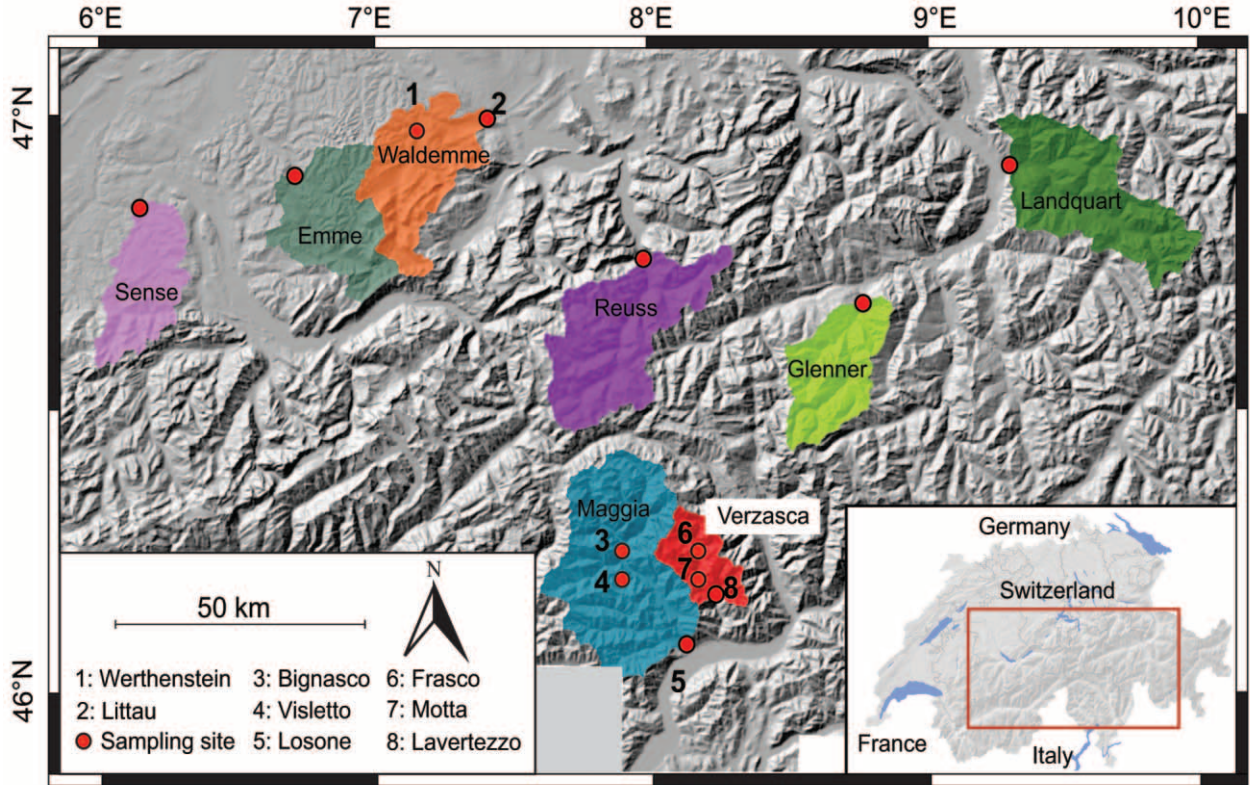 6°E 7°E 8°E 9°E 10°E
47°N
1
2
Waldemme
Landquart
Emme
Sense
Reuss
Glenner
Maggia
Verzasca
6
3
7
4
8
5
46°N
50 km
N
1: Werthenstein 3: Bignasco 6: Frasco
2: Littau 4: Visletto 7: Motta
Sampling site 5: Losone 8: Lavertezzo
Germany
Switzerland
France
Italy